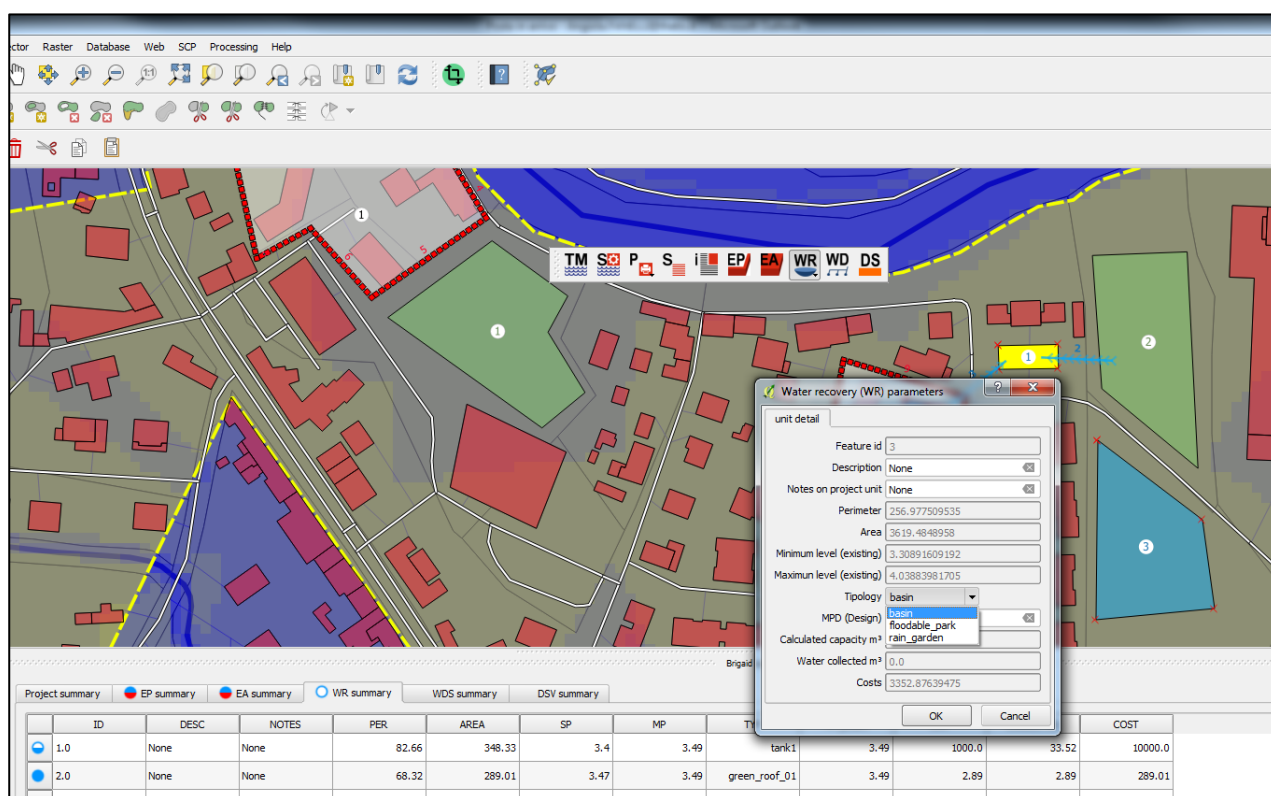 ctor Raster Database Web SCP Processing Help
1:1
?
1
4
5
6
TM S P S i EP EA WR WD DS
1
2
1
2
Water recovery (WR) parameters ? X
unit detail
Feature id 3
Description None
Notes on project unit None
Perimeter 256.977509535
Area 3619.4848958
Minimum level (existing) 3.30891609192
Maximun level (existing) 4.03883981705
Tipology basin
basin
MPD (Design)
floodable_park
Calculated capacity m³
rain_garden
Water collected m³ 0.0
Costs 3352.87639475
OK Cancel
3
Brigaid
Project summary EP summary EA summary WR summary WDS summary DSV summary
ID DESC NOTES PER AREA SP MP COST
1.0 None None 82.66 348.33 3.4 3.49 tank1 3.49 1000.0 33.52 10000.0
2.0 None None 68.32 289.01 3.47 3.49 green_roof_01 3.49 2.89 2.89 289.01